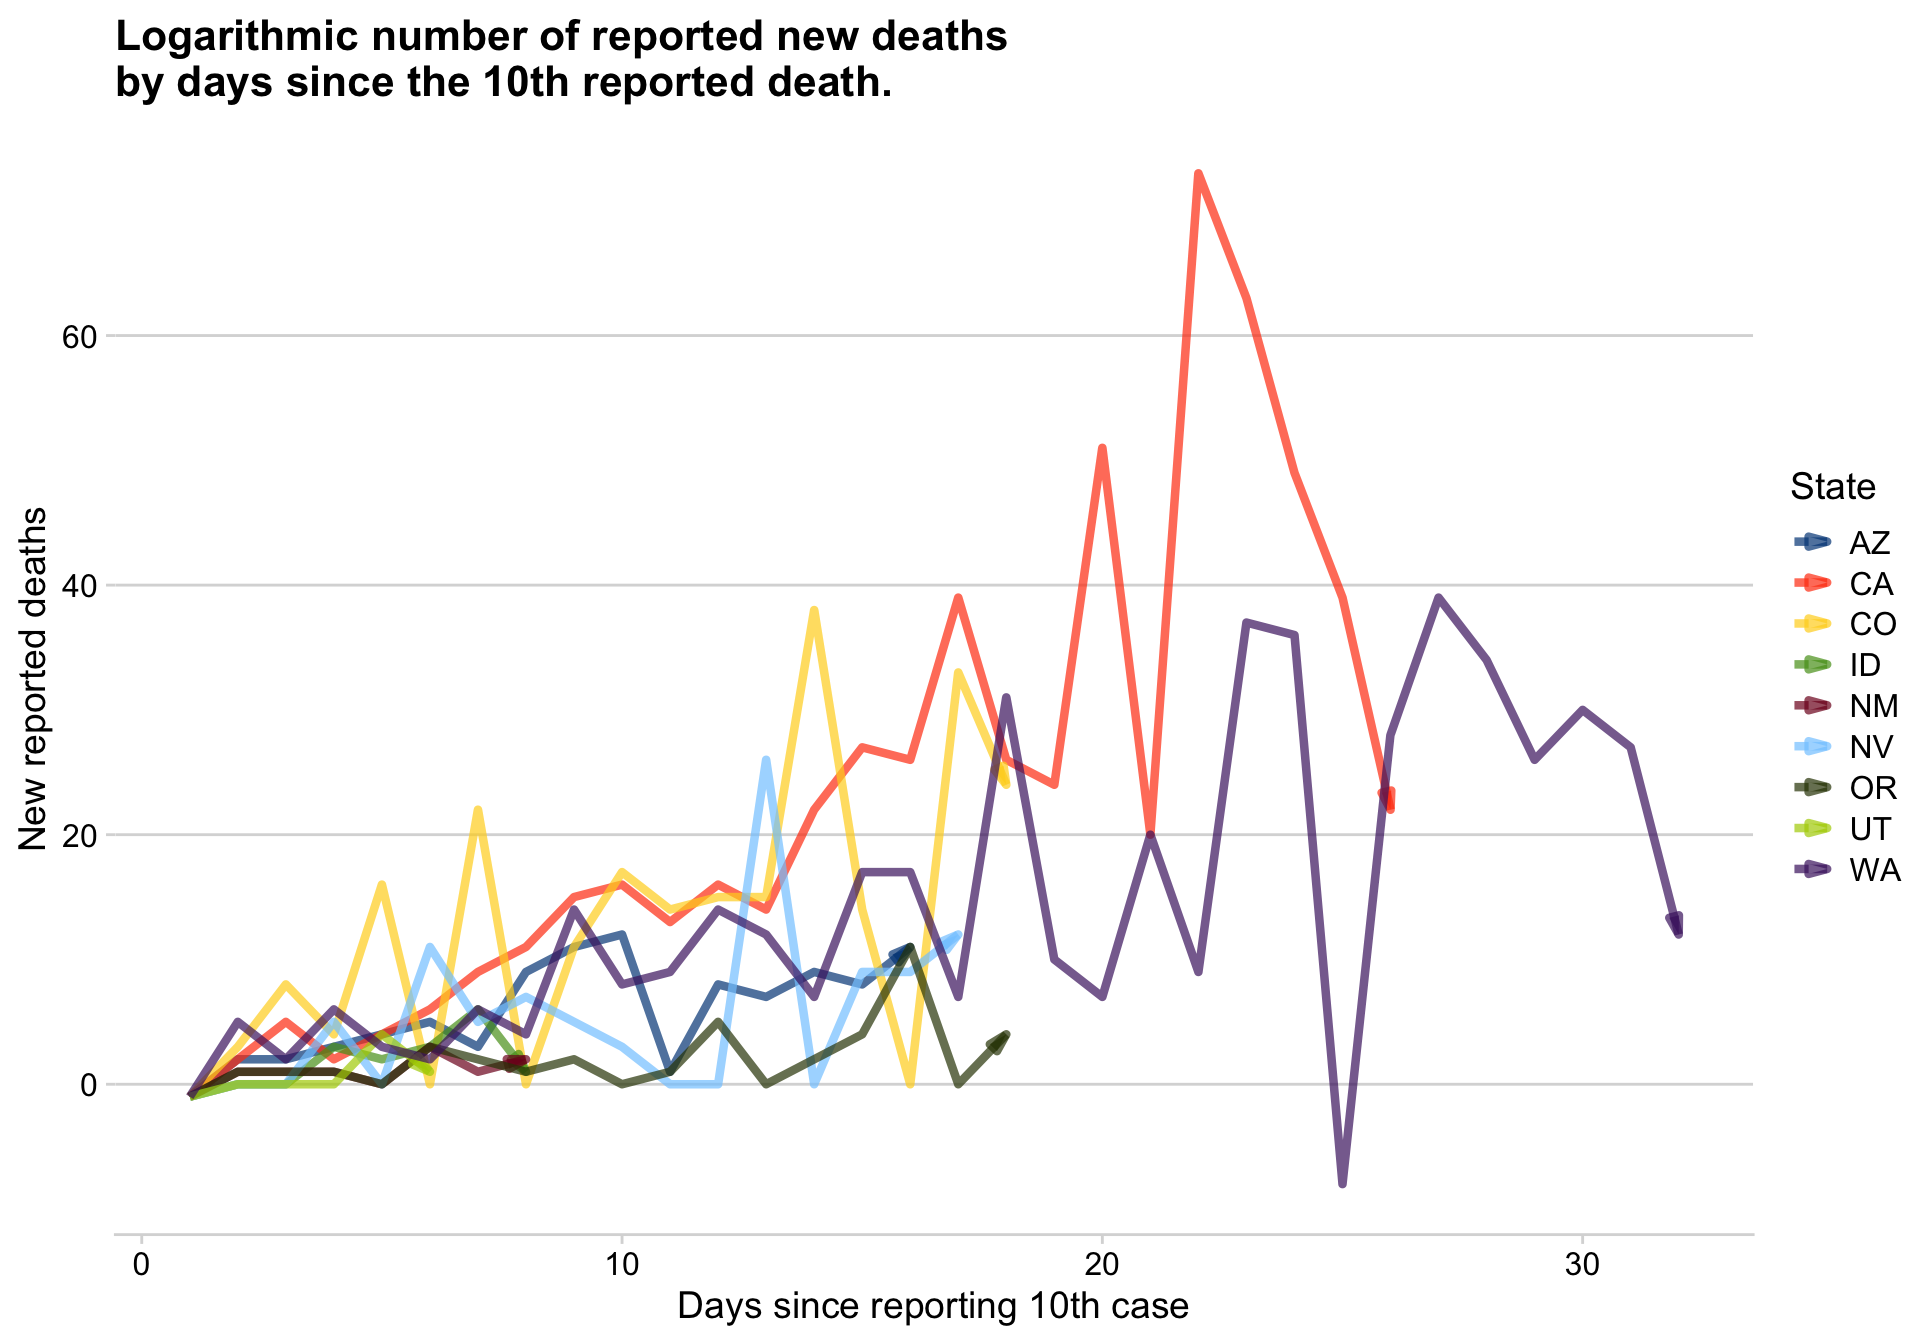 Logarithmic number of reported new deaths
by days since the 10th reported death.
New reported deaths
60
40
20
0
0
10
20
30
Days since reporting 10th case
State
AZ
CA
CO
ID
NM
NV
OR
UT
WA